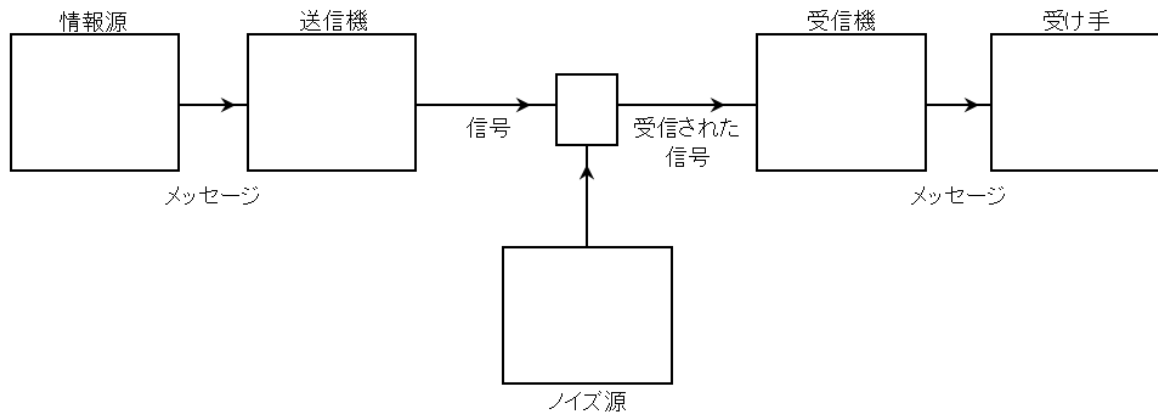 情報源
送信機
受信機
受け手
信号
受信された
信号
メッセージ
メッセージ
ノイズ源